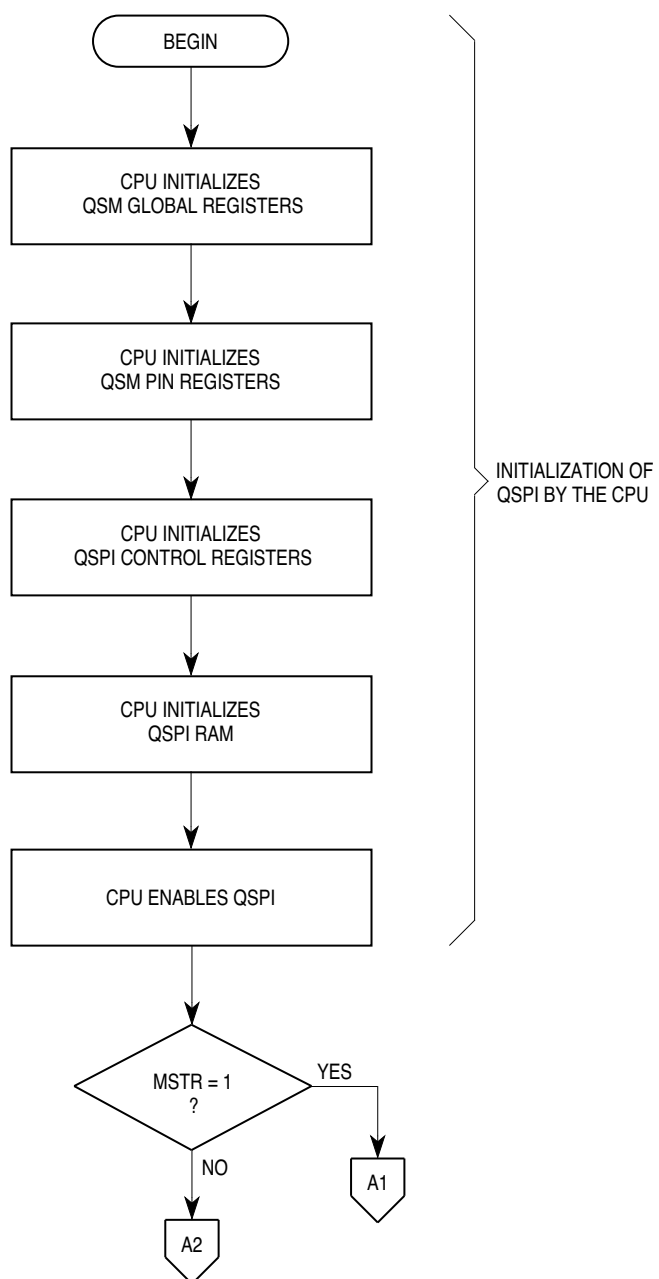 BEGIN
CPU INITIALIZES
QSM GLOBAL REGISTERS
CPU INITIALIZES
QSM PIN REGISTERS
INITIALIZATION OF
QSPI BY THE CPU
CPU INITIALIZES
QSPI CONTROL REGISTERS
CPU INITIALIZES
QSPI RAM
CPU ENABLES QSPI
MSTR = 1
?
YES
NO
A1
A2